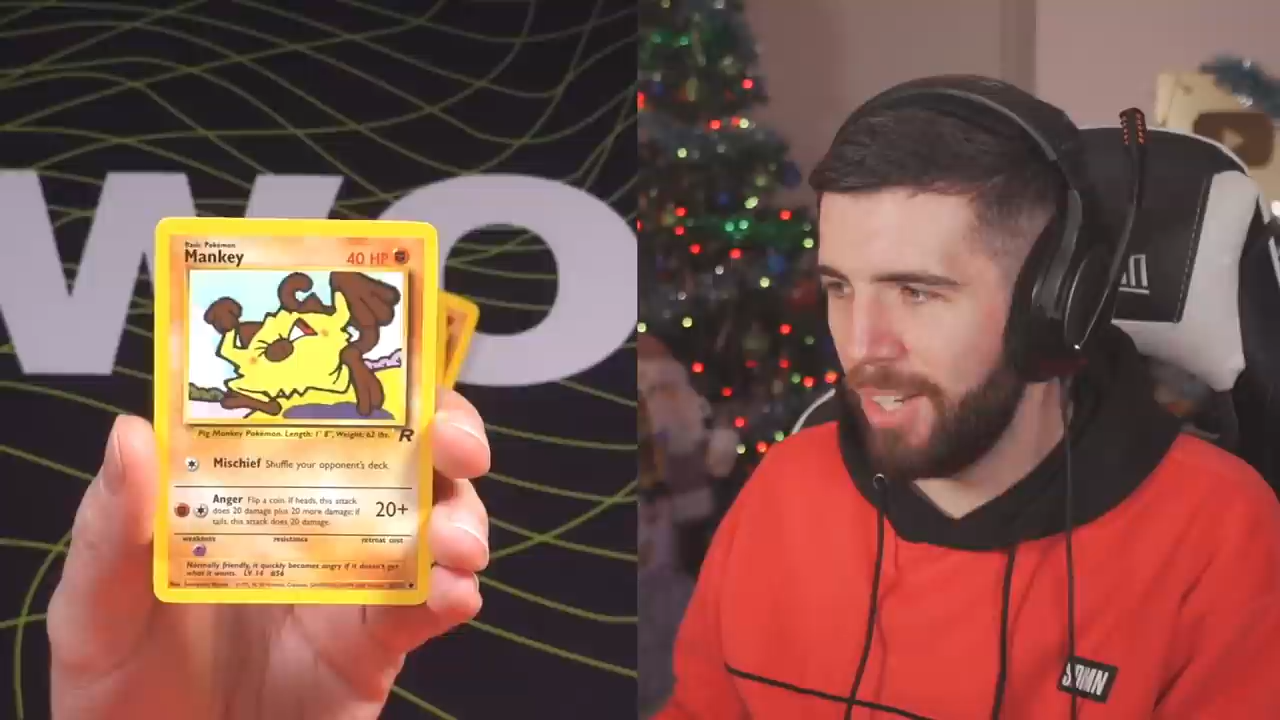 WO
Basic Pokémon
Mankey
40 HP
Pig Monkey Pokémon. Length: 1' 8", Weight: 62 lbs.
R
Mischief Shuffle your opponent's deck.
Anger Flip a coin. If heads, this attack
does 20 damage plus 20 more damage; if
tails, this attack does 20 damage.
20+
weakness
resistance
retreat cost
Normally friendly, it quickly becomes angry if it doesn't get
what it wants. LV. 14 #56